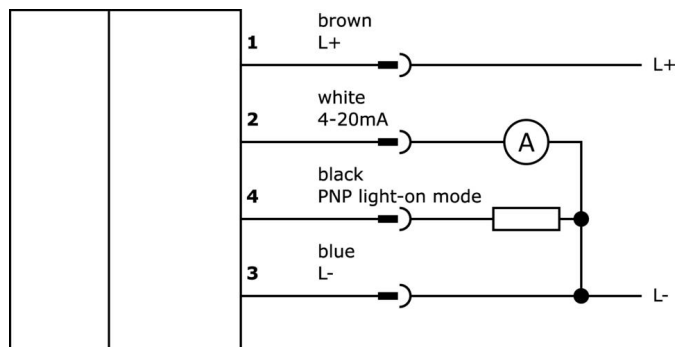 brown
1
L+
L+
white
2
4-20mA
A
black
4
PNP light-on mode
blue
3
L-
L-